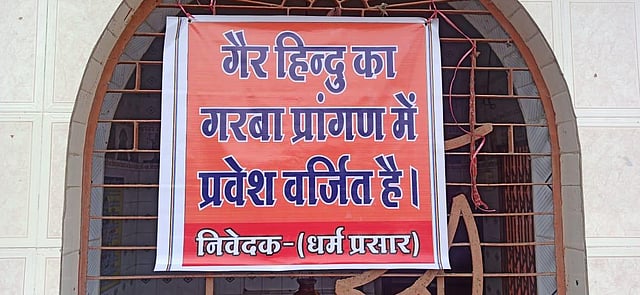 गैर हिन्दु का
गरबा प्रांगण में
प्रवेश वर्जित है।
निवेदक-(धर्म प्रसार)